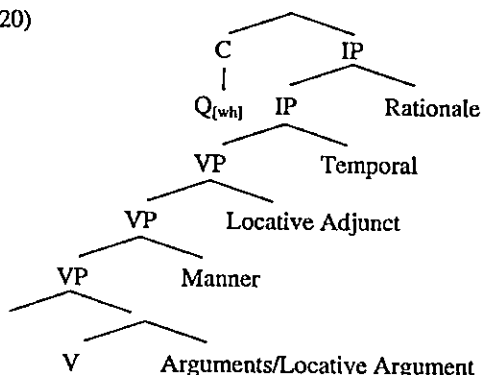 20)
C IP
Q[wh] IP Rationale
VP Temporal
VP Locative Adjunct
VP Manner
V Arguments/Locative Argument